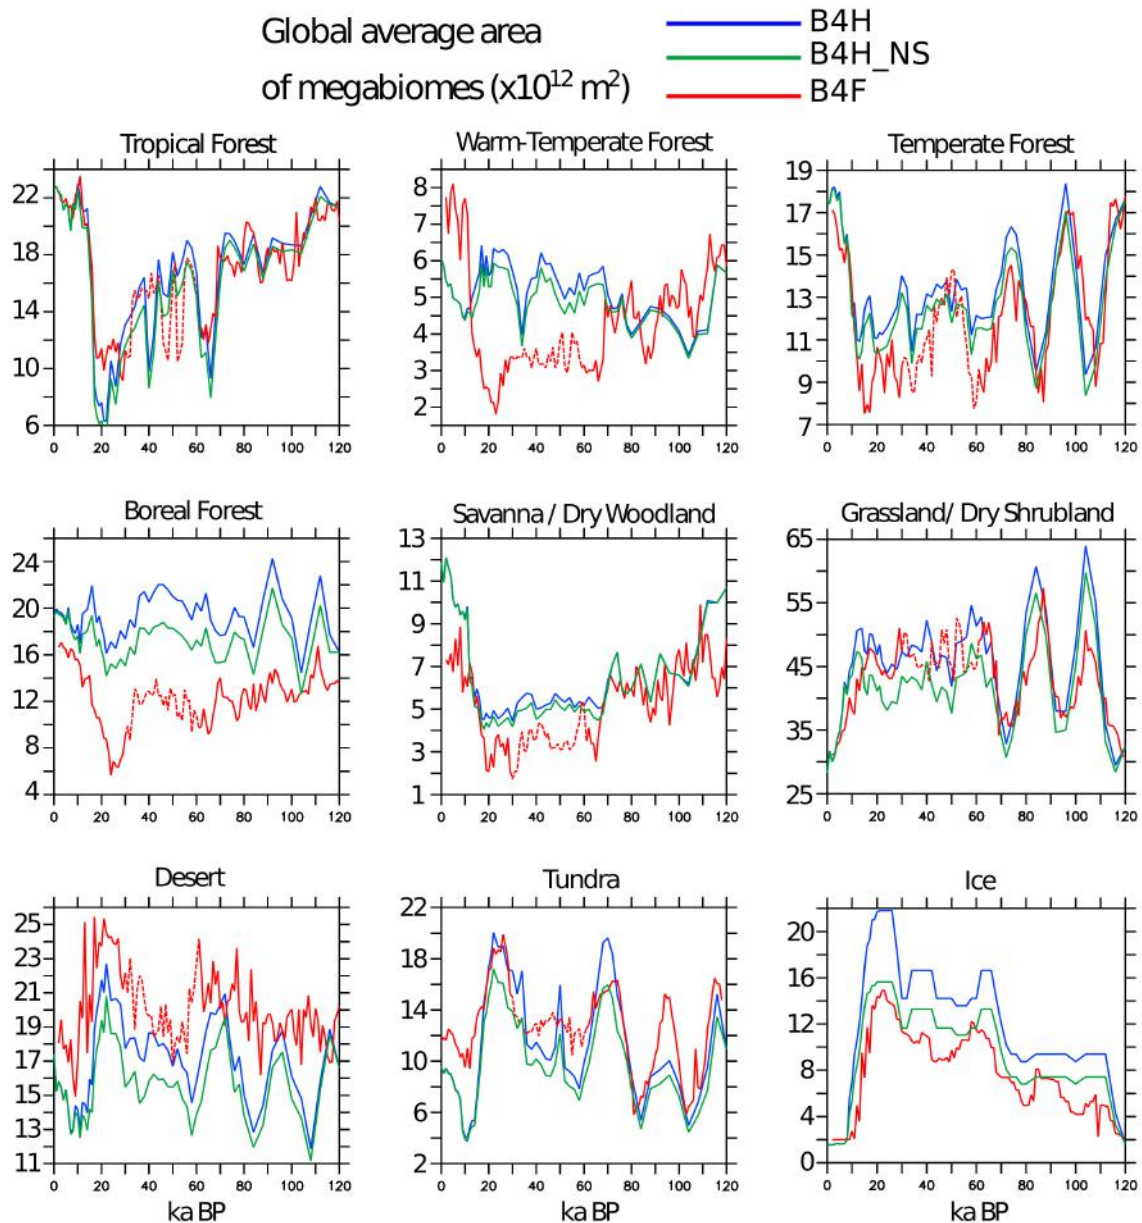 Global average area
of megabiomes (x10¹² m²)
B4H
B4H_NS
B4F
Tropical Forest
22
18
14
10
6
0 20 40 60 80 100 120
Warm-Temperate Forest
8
7
6
5
4
3
2
0 20 40 60 80 100 120
Temperate Forest
19
17
15
13
11
9
7
0 20 40 60 80 100 120
Boreal Forest
24
20
16
12
8
4
0 20 40 60 80 100 120
Savanna / Dry Woodland
13
11
9
7
5
3
1
0 20 40 60 80 100 120
Grassland/ Dry Shrubland
65
55
45
35
25
0 20 40 60 80 100 120
Desert
25
23
21
19
17
15
13
11
0 20 40 60 80 100 120
ka BP
Tundra
22
18
14
10
6
2
0 20 40 60 80 100 120
ka BP
Ice
20
16
12
8
4
0
0 20 40 60 80 100 120
ka BP